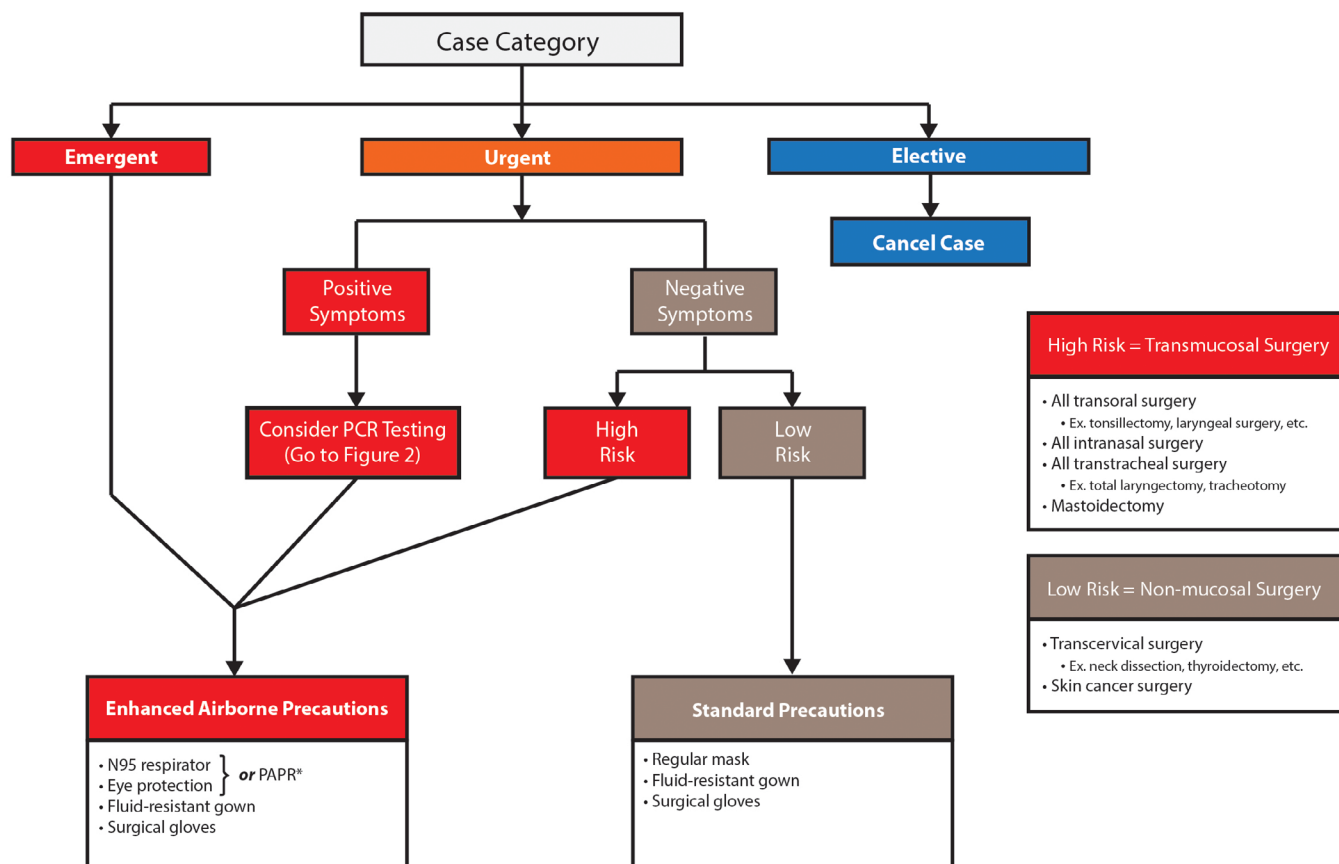 Case Category
Emergent
Urgent
Elective
Cancel Case
Positive
Symptoms
Negative
Symptoms
Consider PCR Testing
(Go to Figure 2)
High
Risk
Low
Risk
High Risk = Transmucosal Surgery
• All transoral surgery
• Ex. tonsillectomy, laryngeal surgery, etc.
• All intranasal surgery
• All transtracheal surgery
• Ex. total laryngectomy, tracheotomy
• Mastoidectomy
Low Risk = Non-mucosal Surgery
• Transcervical surgery
• Ex. neck dissection, thyroidectomy, etc.
• Skin cancer surgery
Enhanced Airborne Precautions
• N95 respirator
• Eye protection
} or PAPR*
• Fluid-resistant gown
• Surgical gloves
Standard Precautions
• Regular mask
• Fluid-resistant gown
• Surgical gloves